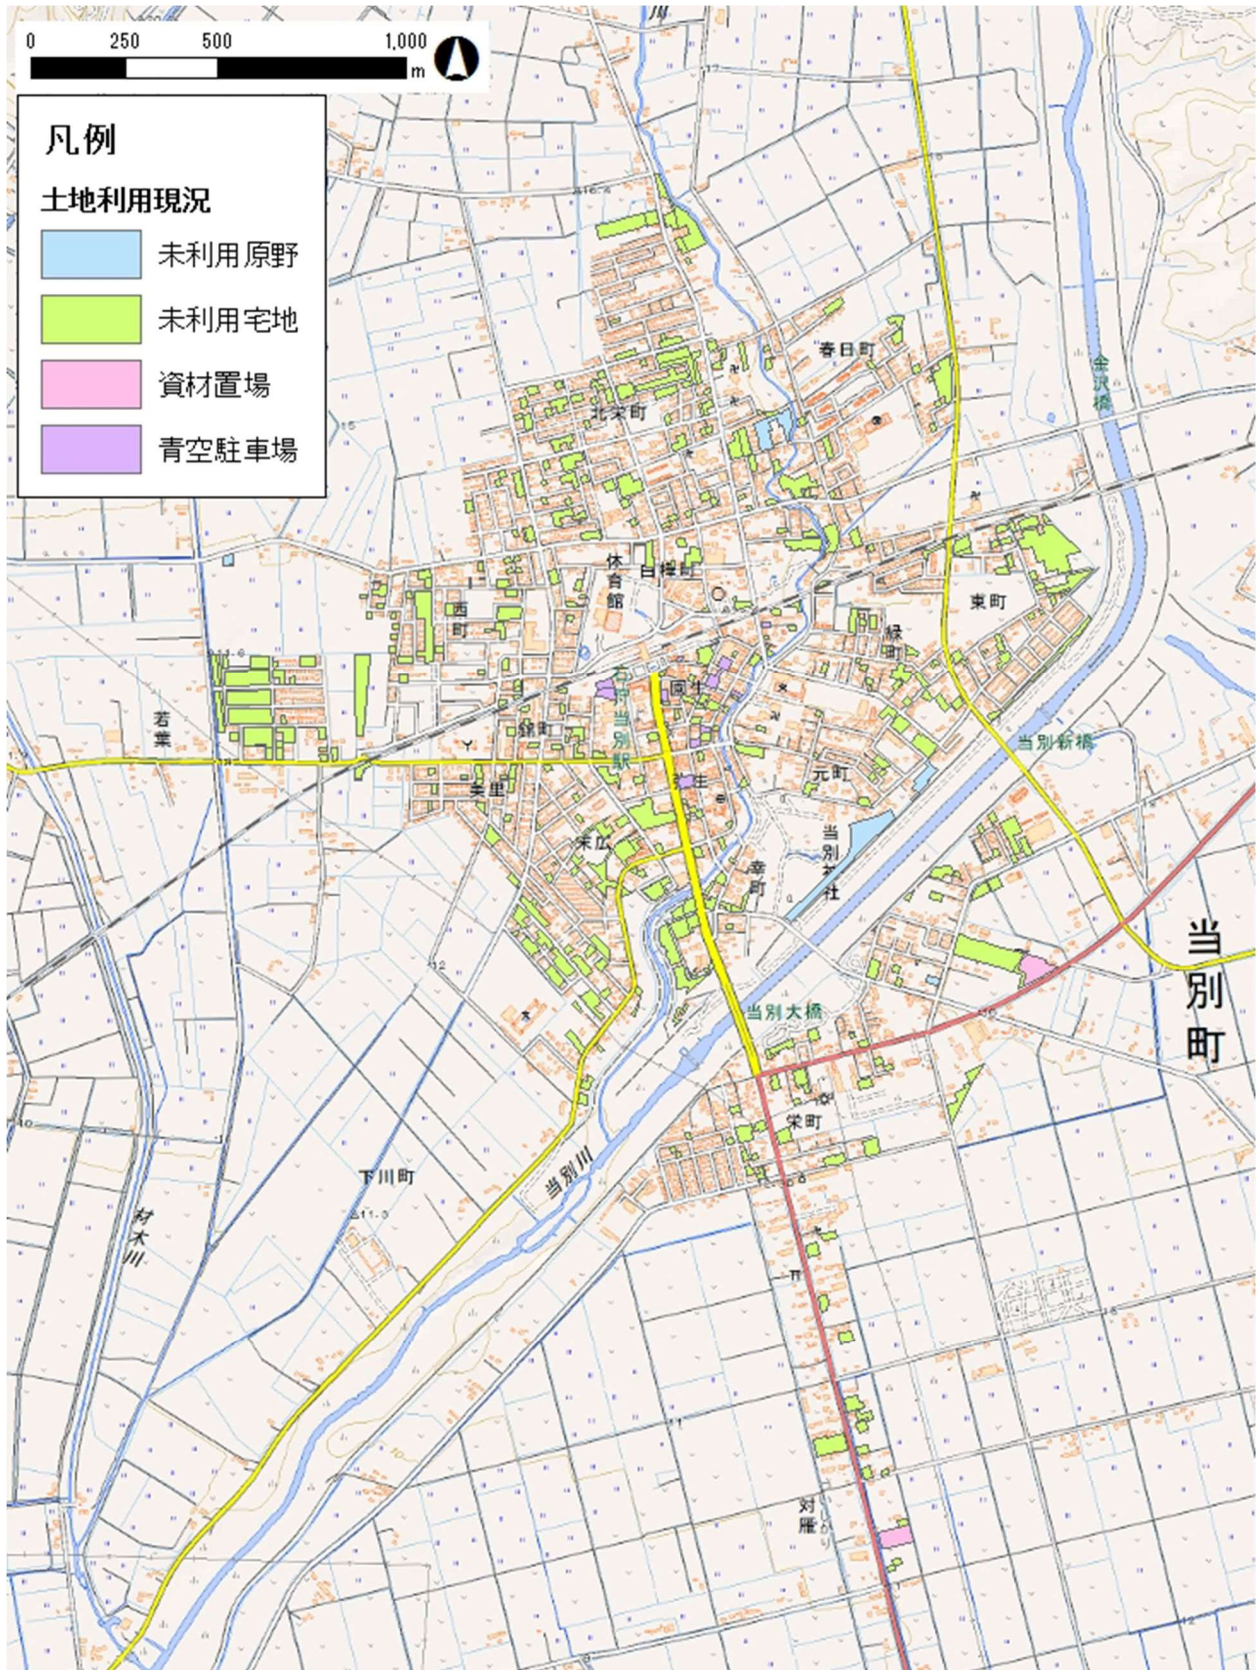 0 250 500 1,000
m
凡例
土地利用現況
未利用原野
未利用宅地
資材置場
青空駐車場
川
春日町
金沢橋
北栄町
体育館
白樺町
西町
東町
緑町
園生
石狩当別駅
若葉
錦町
当別新橋
美里
弥生
元町
末広
幸町
当別神社
当別町
当別大橋
栄町
下川町
当別川
材木川
対雁